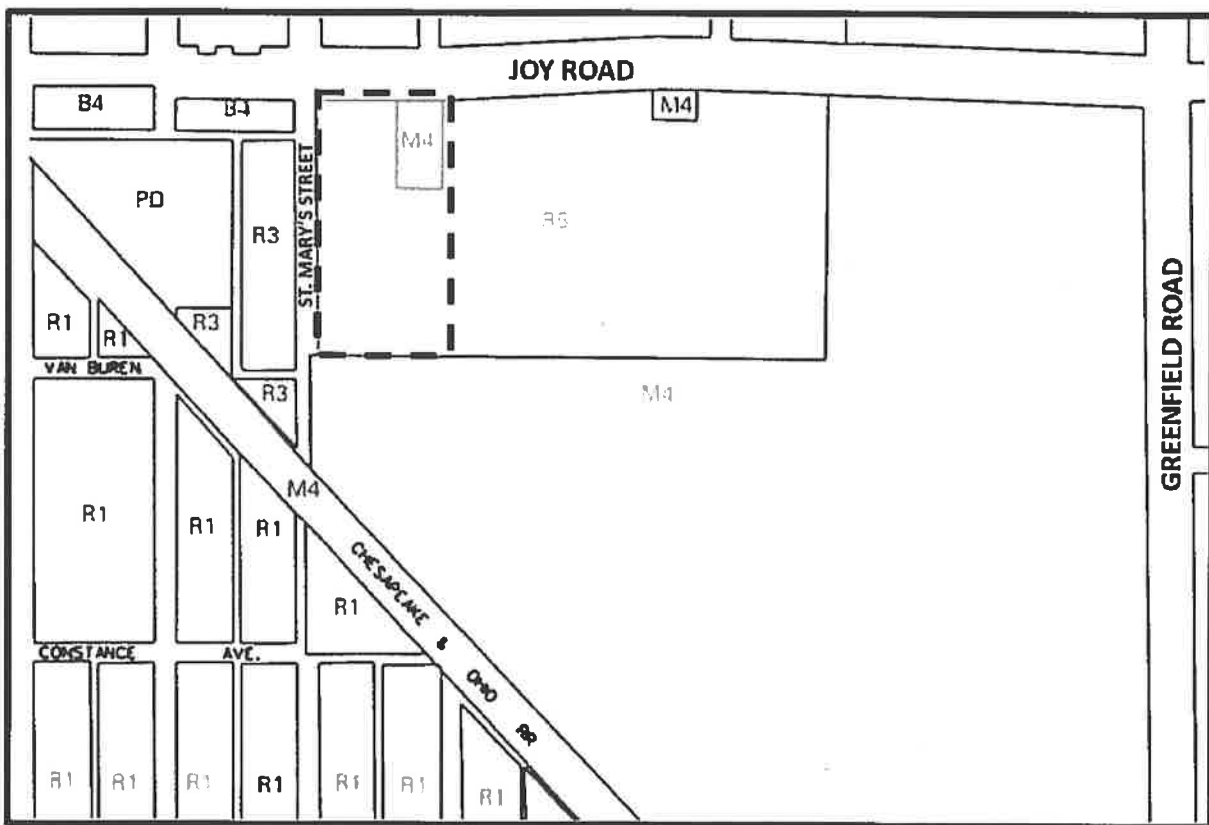 JOY ROAD
B4
B4
M4
M4
ST. MARY'S STREET
PD
R3
GREENFIELD ROAD
R1
R1
R3
VAN BUREN
R3
M4
M4
R1
R1
R1
CHESAPCAKE & OHIO RR
R1
CONSTANCE AVE.
R1
R1
R1
R1
R1
R1
R1